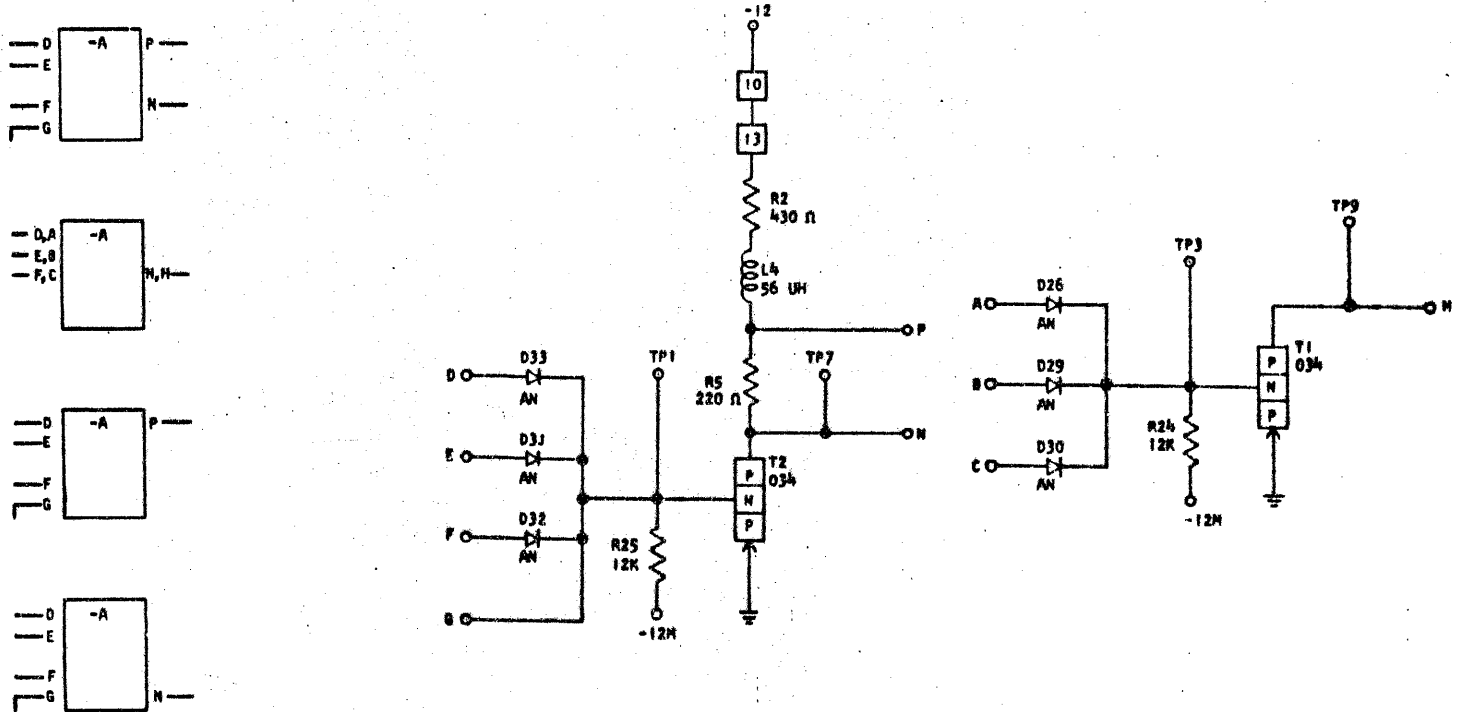 D -A P
E
F N
G
D,A -A
E,B
F,C N,M
D -A P
E
F
G
D -A
E
F
G N
-12
10
13
R2
430 Ω
L4
56 UH
P
R5
220 Ω
TP7
N
T2
034
P
N
P
D33
AN
D
D31
AN
E
D32
AN
F
G
TP1
R25
12K
-12M
A
D26
AN
B
D29
AN
C
D30
AN
TP3
R24
12K
-12M
TP9
M
T1
034
P
N
P